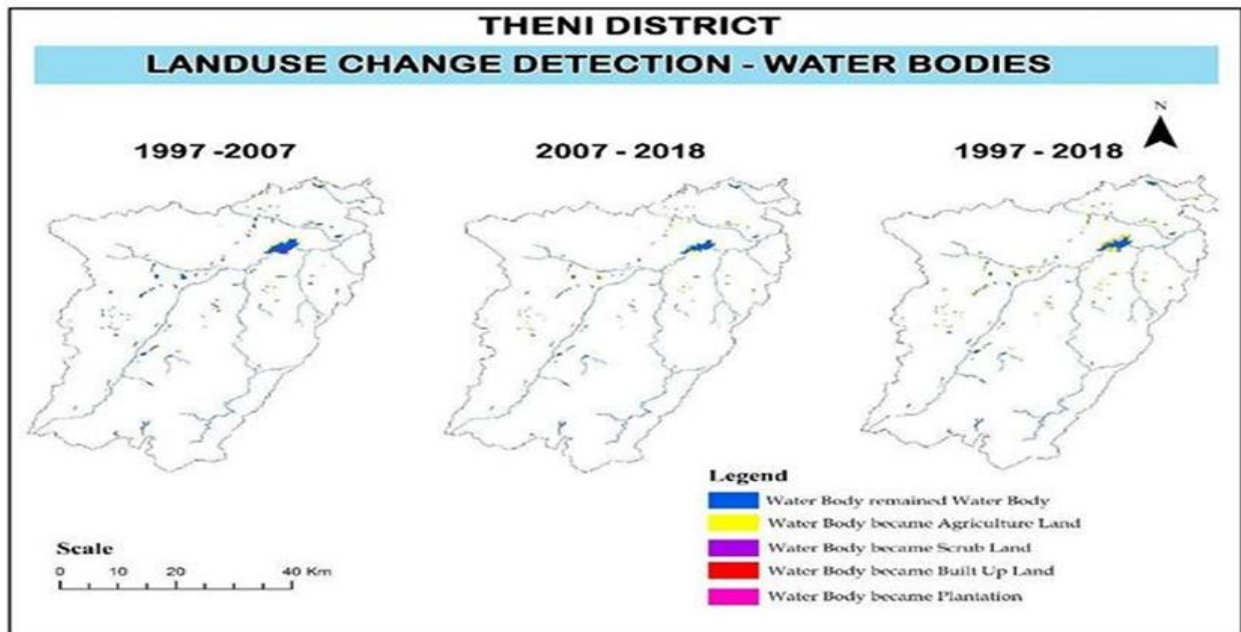 THENI DISTRICT
LANDUSE CHANGE DETECTION - WATER BODIES
N
1997 -2007
2007 - 2018
1997 - 2018
Legend
Water Body remained Water Body
Water Body became Agriculture Land
Water Body became Scrub Land
Water Body became Built Up Land
Water Body became Plantation
Scale
0 10 20 40 Km